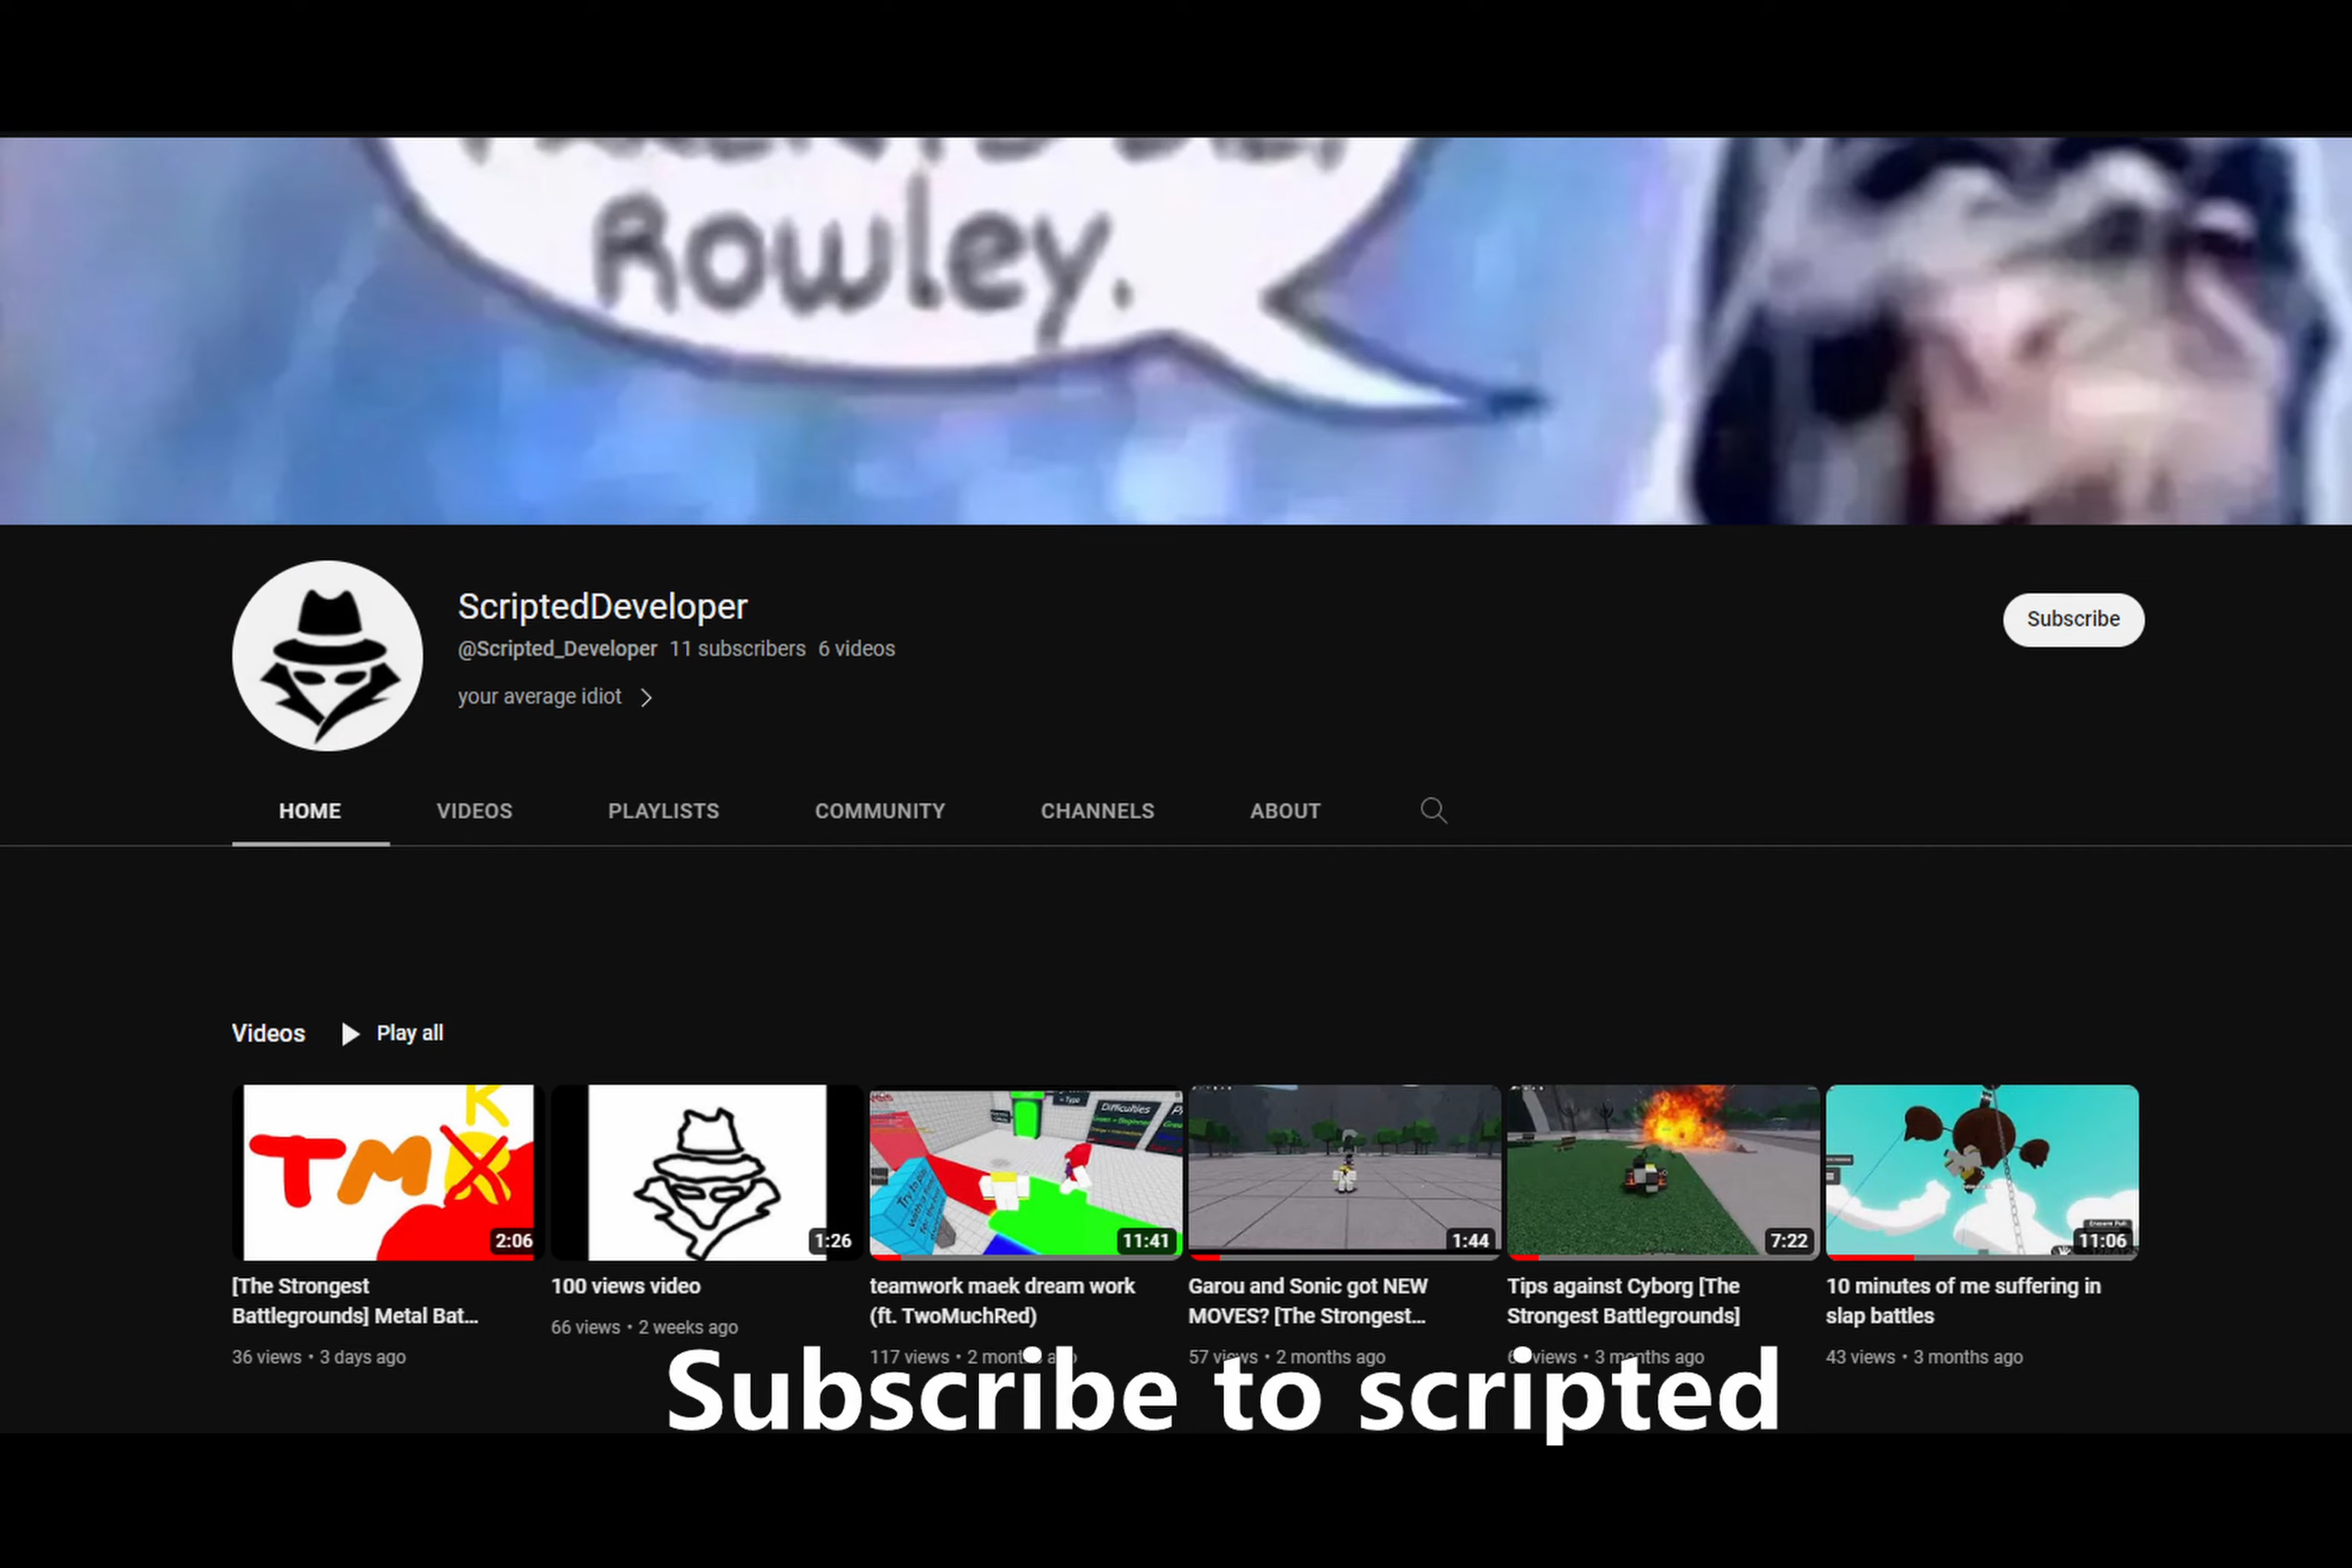 Rowley.
ScriptedDeveloper
@Scripted_Developer 11 subscribers 6 videos
your average idiot
Subscribe
HOME VIDEOS PLAYLISTS COMMUNITY CHANNELS ABOUT
Videos Play all
TM
K
2:06
1:26
Difficulties
11:41
1:44
7:22
11:06
[The Strongest
Battlegrounds] Metal Bat...
36 views • 3 days ago
100 views video
66 views • 2 weeks ago
teamwork maek dream work
(ft. TwoMuchRed)
117 views • 2 months ago
Garou and Sonic got NEW
MOVES? [The Strongest...
57 views • 2 months ago
Tips against Cyborg [The
Strongest Battlegrounds]
views • 3 months ago
10 minutes of me suffering in
slap battles
43 views • 3 months ago
Subscribe to scripted